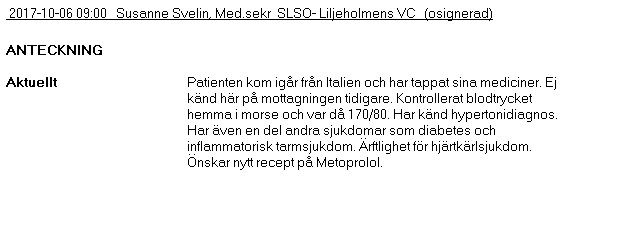 2017-10-06 09:00 Susanne Svelin, Med.sekr SLSO- Liljeholmens VC (osignerad)
ANTECKNING
Aktuellt Patienten kom igår från Italien och har tappat sina mediciner. Ej
känd här på mottagningen tidigare. Kontrollerat blodtrycket
hemma i morse och var då 170/80. Har känd hypertonidiagnos.
Har även en del andra sjukdomar som diabetes och
inflammatorisk tarmsjukdom. Ärftlighet för hjärtkärlsjukdom.
Önskar nytt recept på Metoprolol.